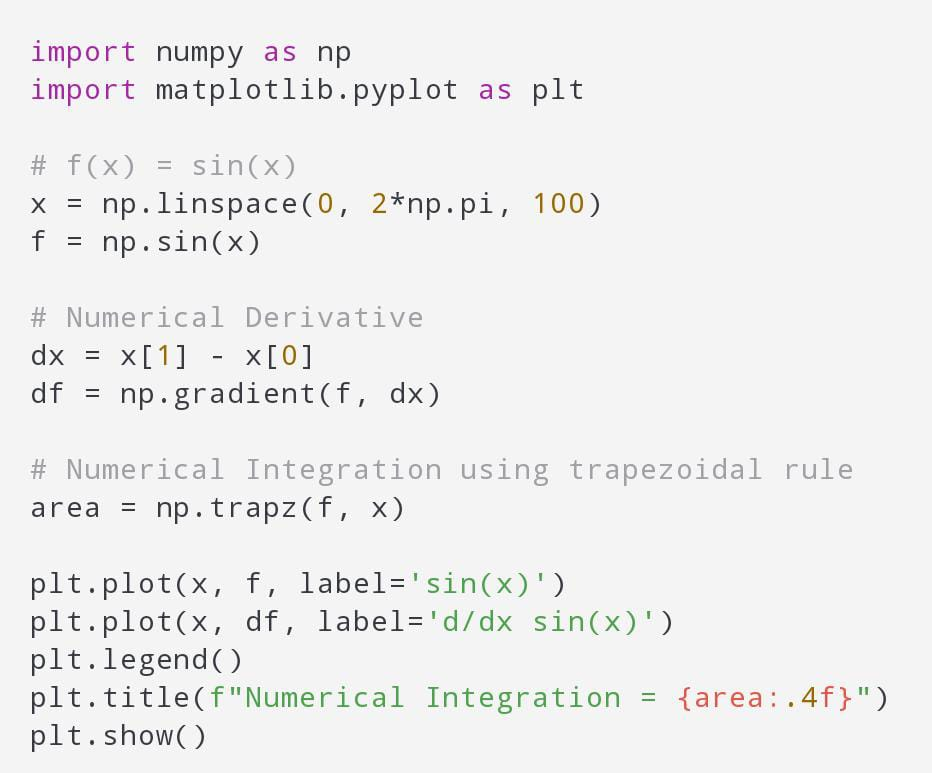 import numpy as np
import matplotlib.pyplot as plt
# f(x) = sin(x)
x = np.linspace(0, 2*np.pi, 100)
f = np.sin(x)
# Numerical Derivative
dx = x[1] - x[0]
df = np.gradient(f, dx)
# Numerical Integration using trapezoidal rule
area = np.trapz(f, x)
plt.plot(x, f, label='sin(x)')
plt.plot(x, df, label='d/dx sin(x)')
plt.legend()
plt.title(f"Numerical Integration = {area:.4f}")
plt.show()